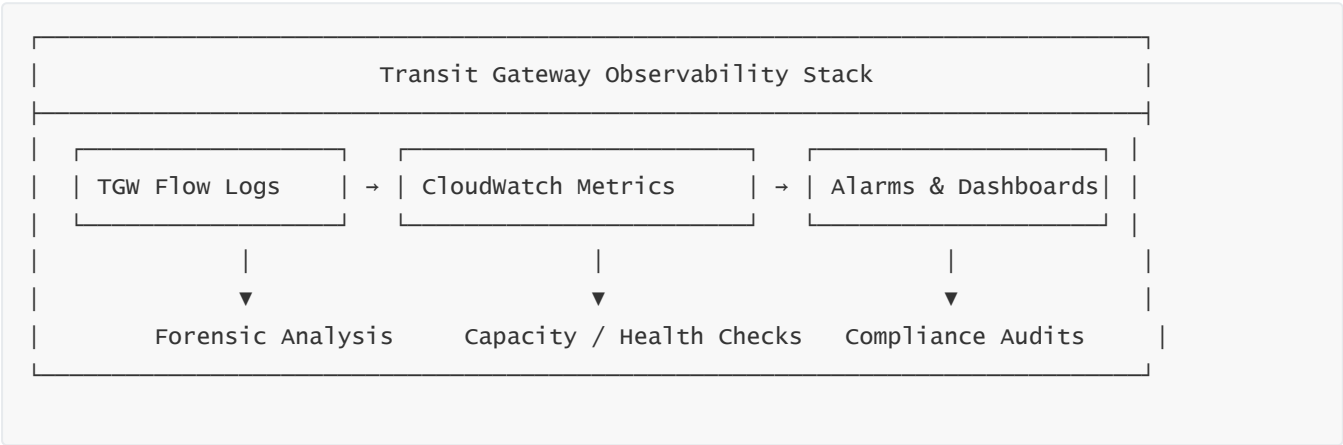 Transit Gateway Observability Stack
TGW Flow Logs → CloudWatch Metrics → Alarms & Dashboards
Forensic Analysis Capacity / Health Checks Compliance Audits